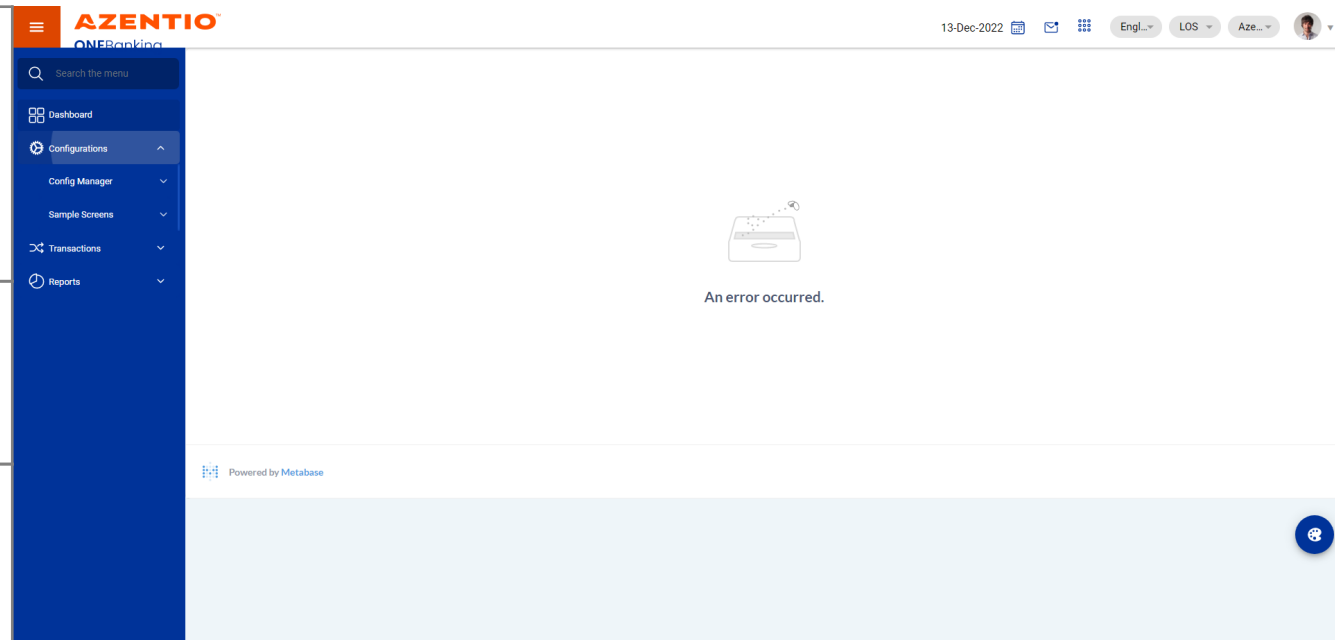 AZENTIO™
ONEBanking
13-Dec-2022
Engl...
LOS
Aze...
Search the menu
Dashboard
Configurations
Config Manager
Sample Screens
Transactions
Reports
An error occurred.
Powered by Metabase